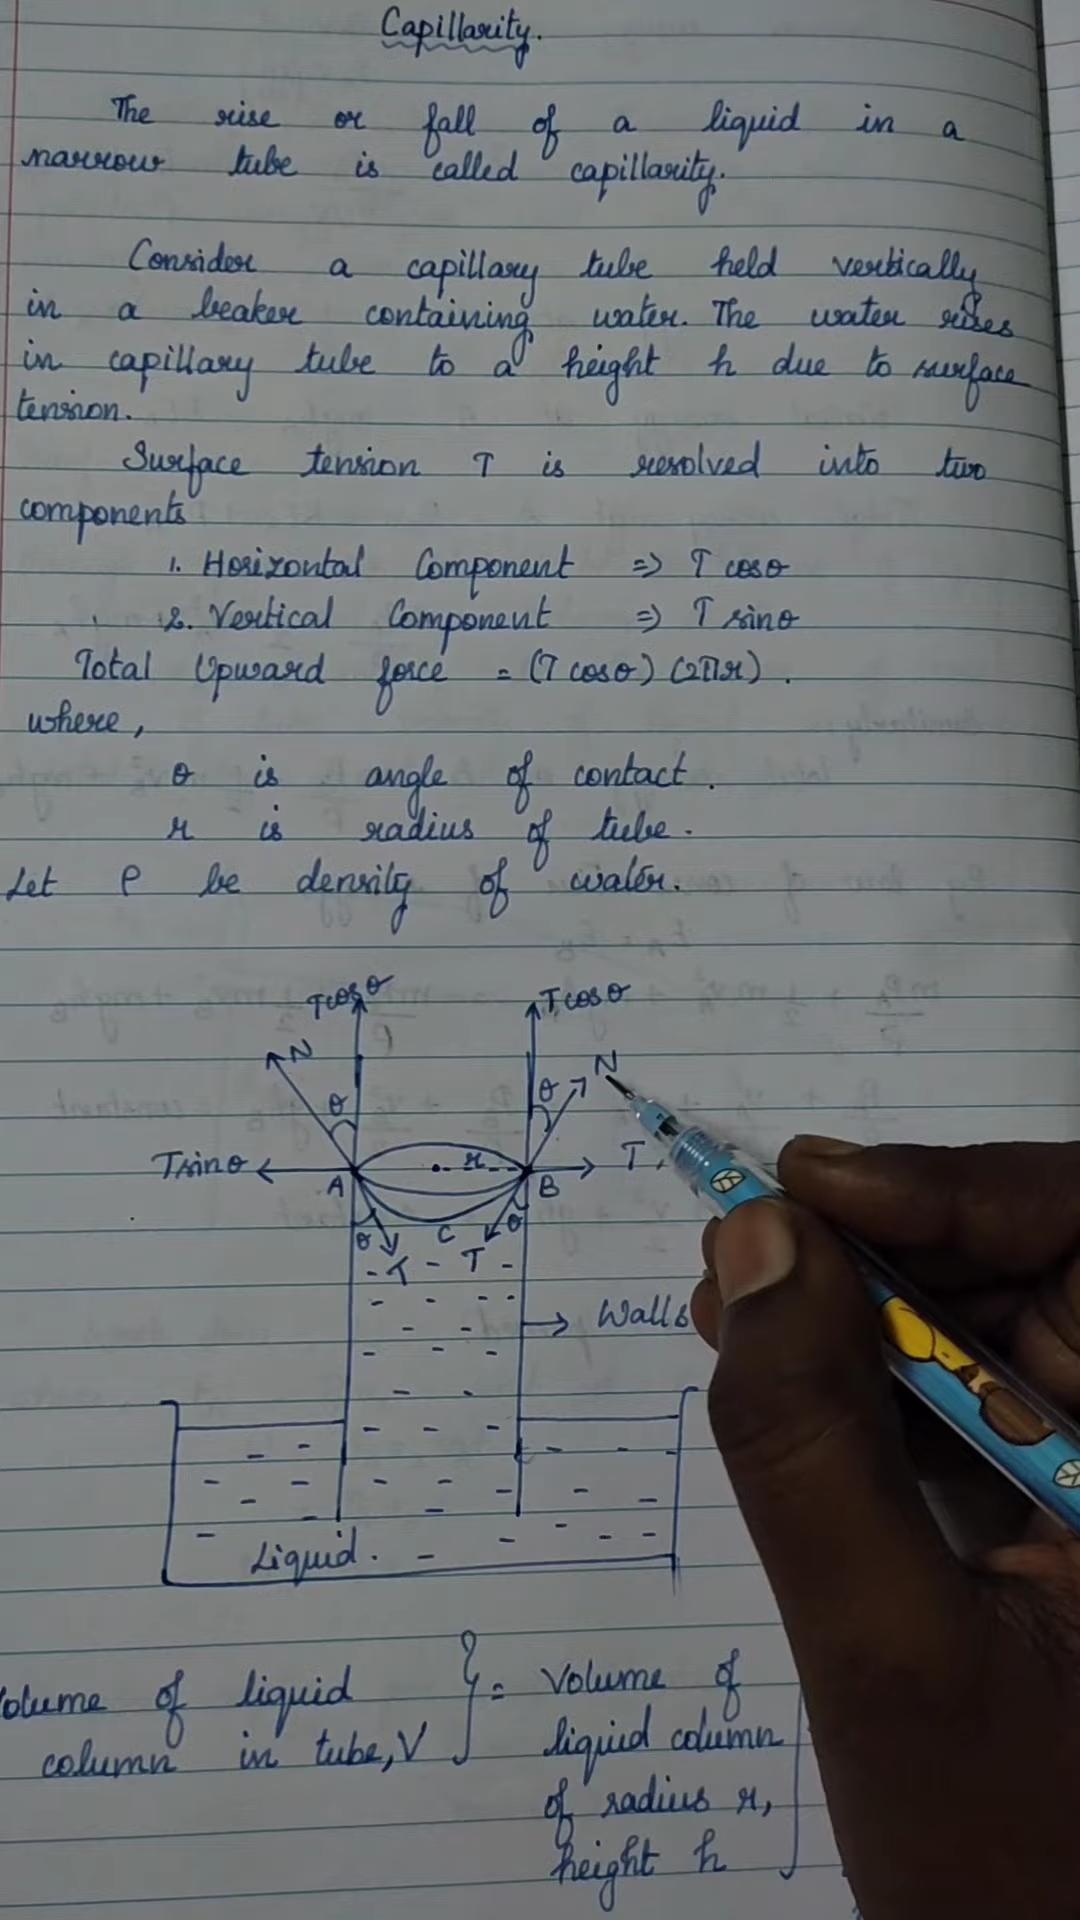 Capillarity.
The rise or fall of a liquid in a
narrow tube is called capillarity.
Consider a capillary tube held vertically
in a beaker containing water. The water rises
in capillary tube to a height h due to surface
tension.
Surface tension T is resolved into two
components
1. Horizontal Component ⇒ T cosθ
2. Vertical Component ⇒ T sinθ
Total Upward force = (T cosθ) (2πr).
where,
θ is angle of contact.
r is radius of tube.
Let ρ be density of water.
Tcosθ T cosθ
N N
θ θ
Tsinθ r T
A B
θ C θ
T T
Walls
Liquid.
Volume of liquid } = Volume of
column in tube, V liquid column
of radius r,
height h